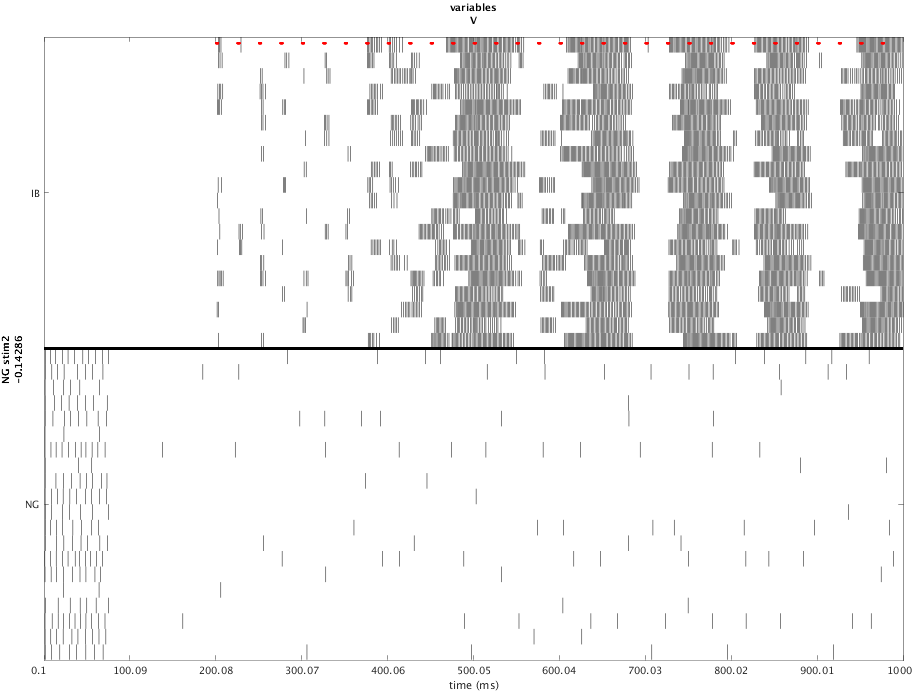 variables
V
IB
NG stim2
-0.14286
NG
0.1
100.09
200.08
300.07
400.06
500.05
600.04
700.03
800.02
900.01
1000
time (ms)